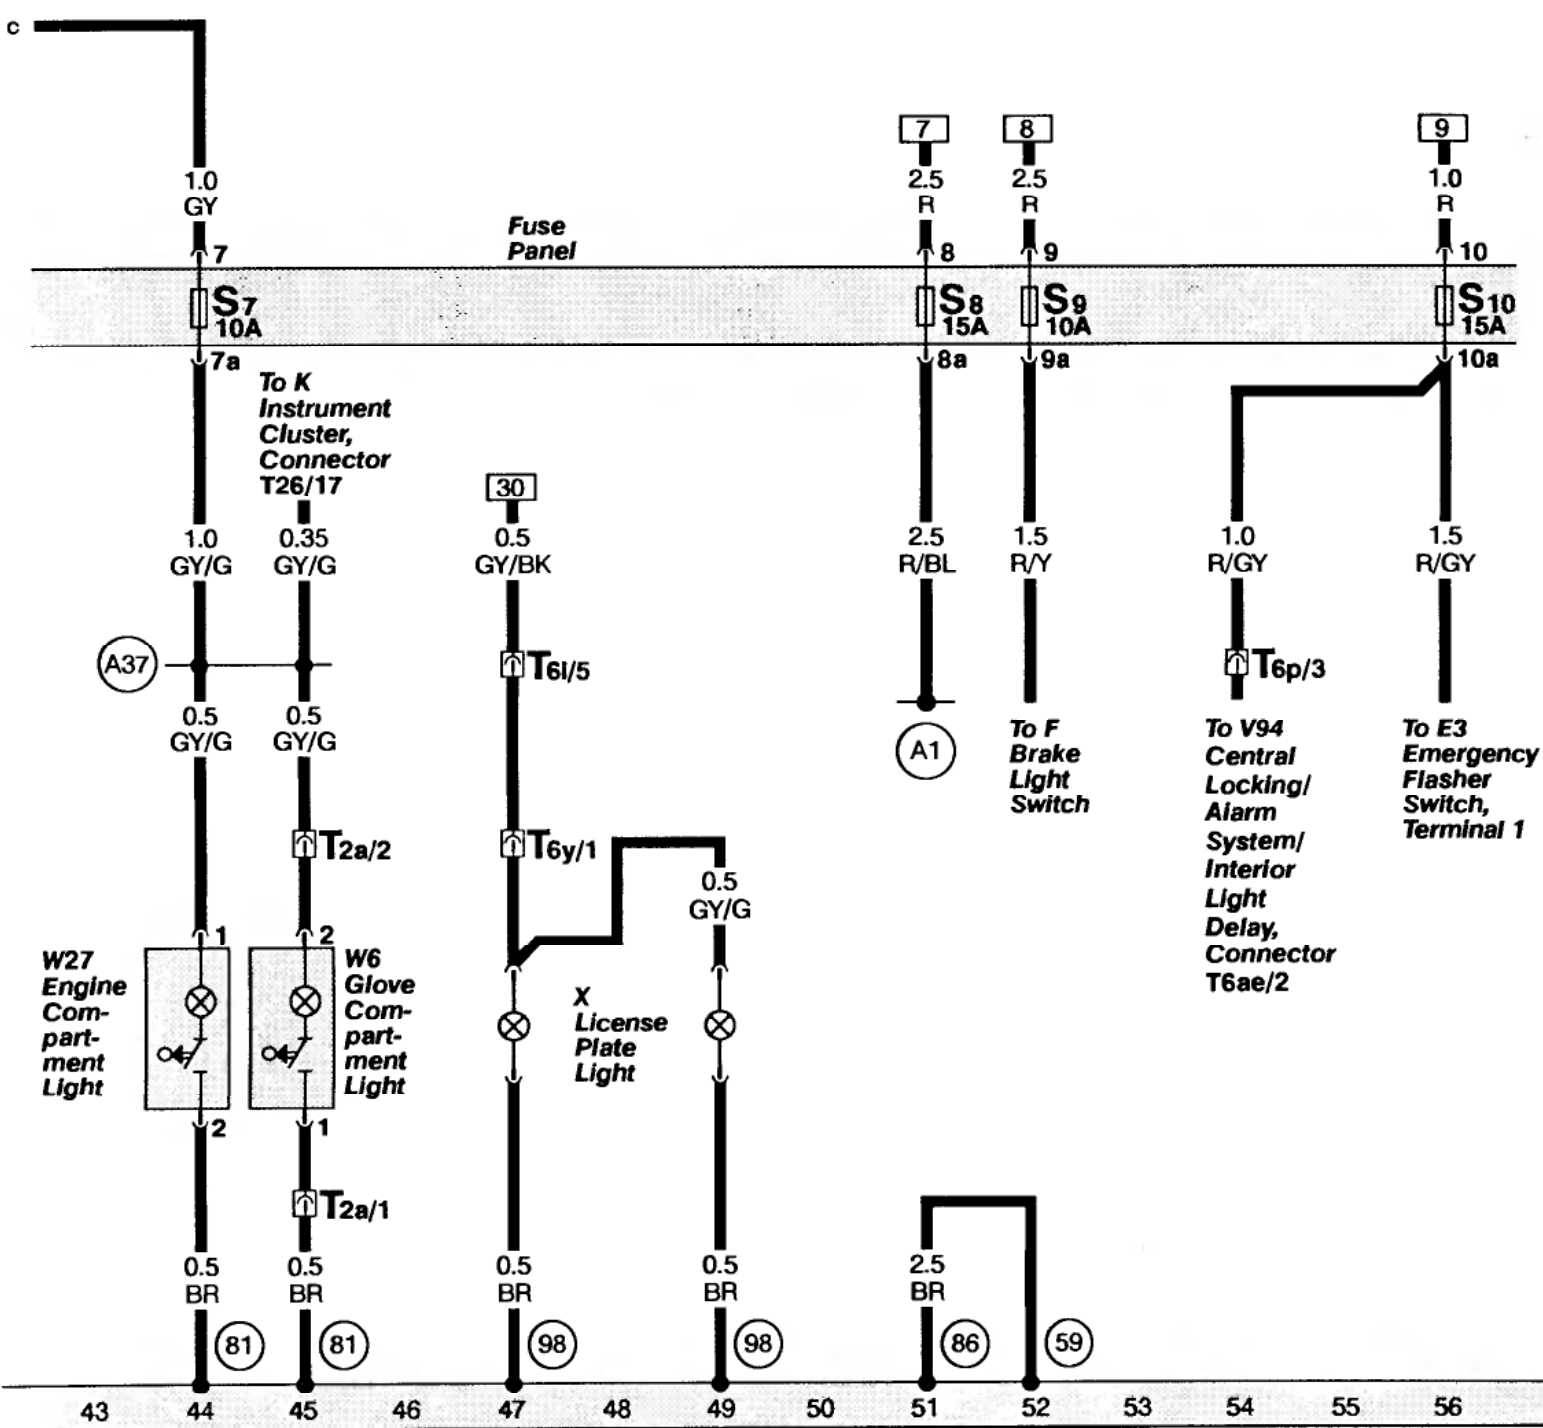 c
7
8
9
1.0
GY
2.5
R
2.5
R
1.0
R
Fuse
Panel
7
8
9
10
S7
10A
S8
15A
S9
10A
S10
15A
7a
8a
9a
10a
To K
Instrument
Cluster,
Connector
T26/17
30
1.0
GY/G
0.35
GY/G
0.5
GY/BK
2.5
R/BL
1.5
R/Y
1.0
R/GY
1.5
R/GY
A37
T6l/5
T6p/3
0.5
GY/G
0.5
GY/G
A1
To F
Brake
Light
Switch
To V94
Central
Locking/
Alarm
System/
Interior
Light
Delay,
Connector
T6ae/2
To E3
Emergency
Flasher
Switch,
Terminal 1
T2a/2
T6y/1
0.5
GY/G
1
2
W27
Engine
Com-
part-
ment
Light
W6
Glove
Com-
part-
ment
Light
X
License
Plate
Light
2
1
T2a/1
0.5
BR
0.5
BR
0.5
BR
0.5
BR
2.5
BR
81
81
98
98
86
59
43 44 45 46 47 48 49 50 51 52 53 54 55 56